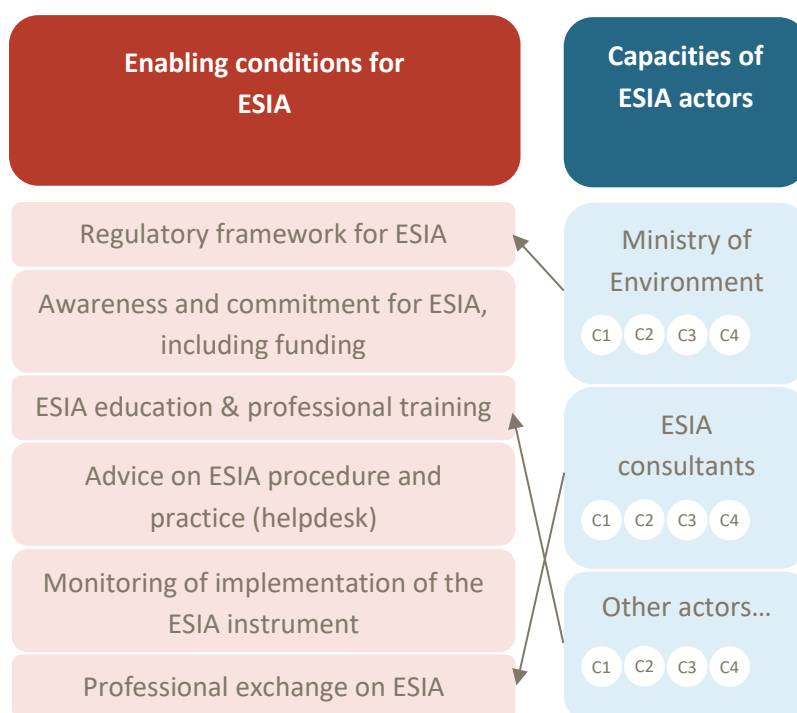 Enabling conditions for
ESIA
Regulatory framework for ESIA
Awareness and commitment for ESIA,
including funding
ESIA education & professional training
Advice on ESIA procedure and
practice (helpdesk)
Monitoring of implementation of the
ESIA instrument
Professional exchange on ESIA
Capacities of
ESIA actors
Ministry of
Environment
C1 C2 C3 C4
ESIA
consultants
C1 C2 C3 C4
Other actors...
C1 C2 C3 C4